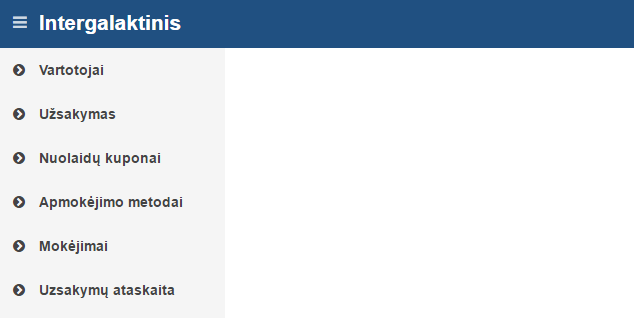 Intergalaktinis
Vartotojai
Užsakymas
Nuolaidų kuponai
Apmokėjimo metodai
Mokėjimai
Uzsakymų ataskaita